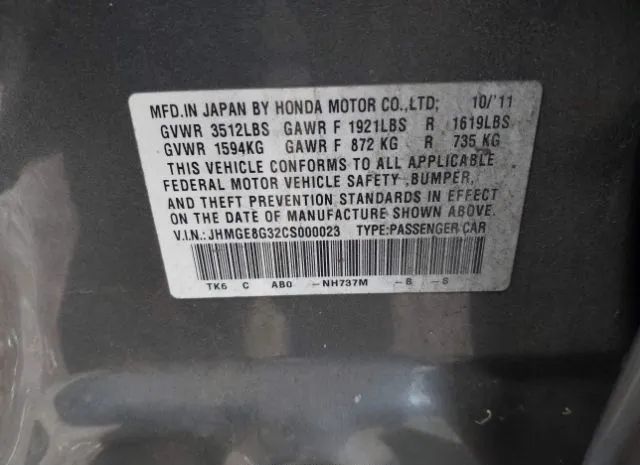 MFD.IN JAPAN BY HONDA MOTOR CO.,LTD; 10/'11
GVWR 3512LBS GAWR F 1921LBS R 1619LBS
GVWR 1594KG GAWR F 872 KG R 735 KG
THIS VEHICLE CONFORMS TO ALL APPLICABLE
FEDERAL MOTOR VEHICLE SAFETY ,BUMPER,
AND THEFT PREVENTION STANDARDS IN EFFECT
ON THE DATE OF MANUFACTURE SHOWN ABOVE.
V.I.N.:JHMGE8G32CS000023 TYPE:PASSENGER CAR
TK6 C AB0 -NH737M -B -S